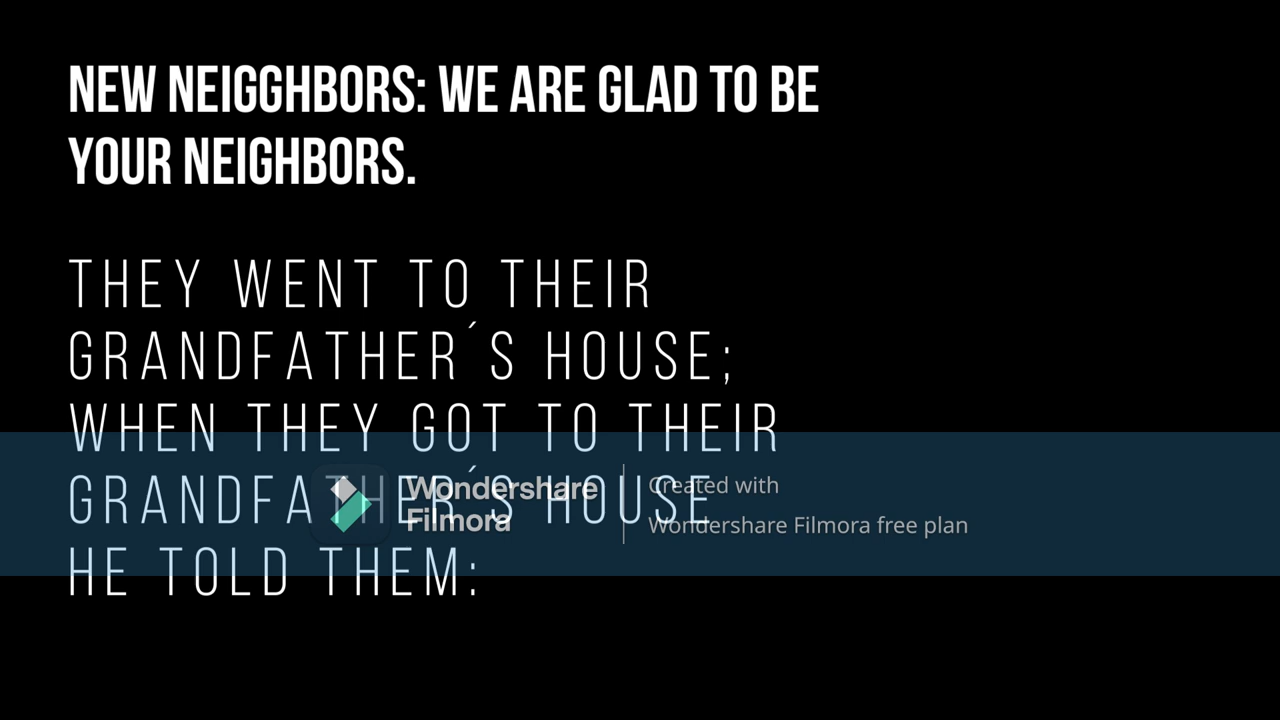 NEW NEIGGHBORS: WE ARE GLAD TO BE
YOUR NEIGHBORS.
THEY WENT TO THEIR
GRANDFATHER´S HOUSE;
WHEN THEY GOT TO THEIR
GRANDFATHER´S HOUSE
HE TOLD THEM:
Wondershare
Filmora
Created with
Wondershare Filmora free plan